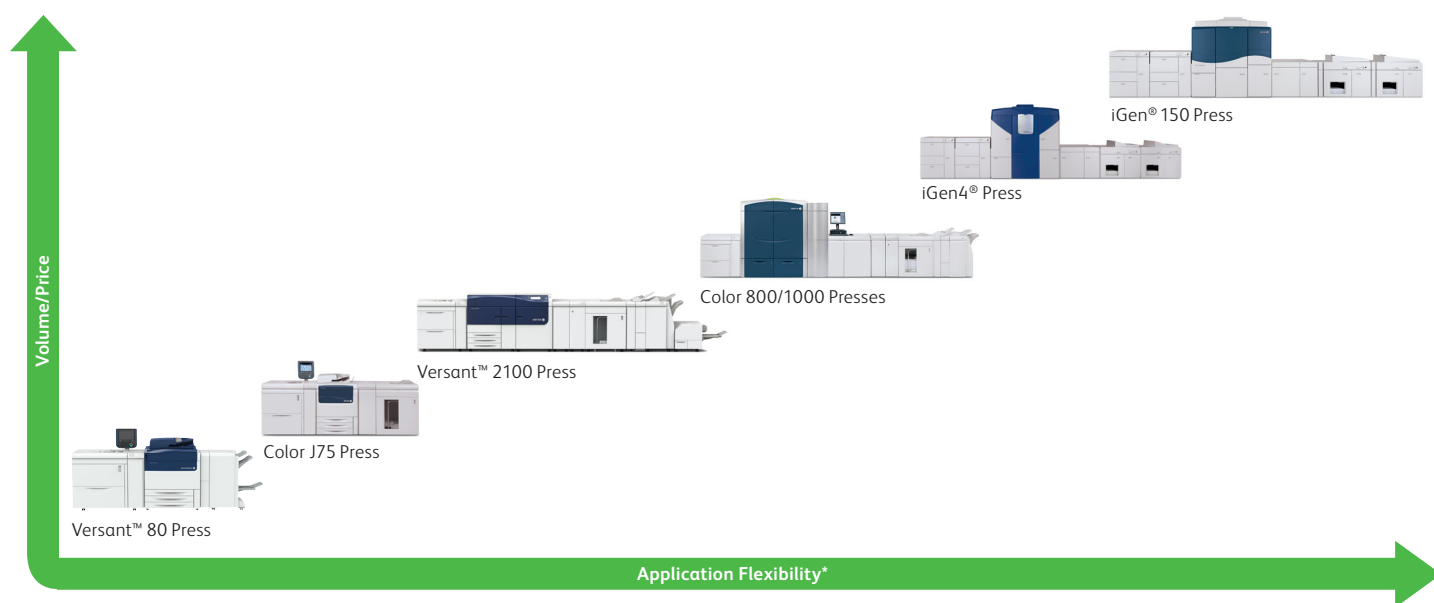 iGen® 150 Press
iGen4® Press
Color 800/1000 Presses
Versant™ 2100 Press
Color J75 Press
Versant™ 80 Press
Volume/Price
Application Flexibility*